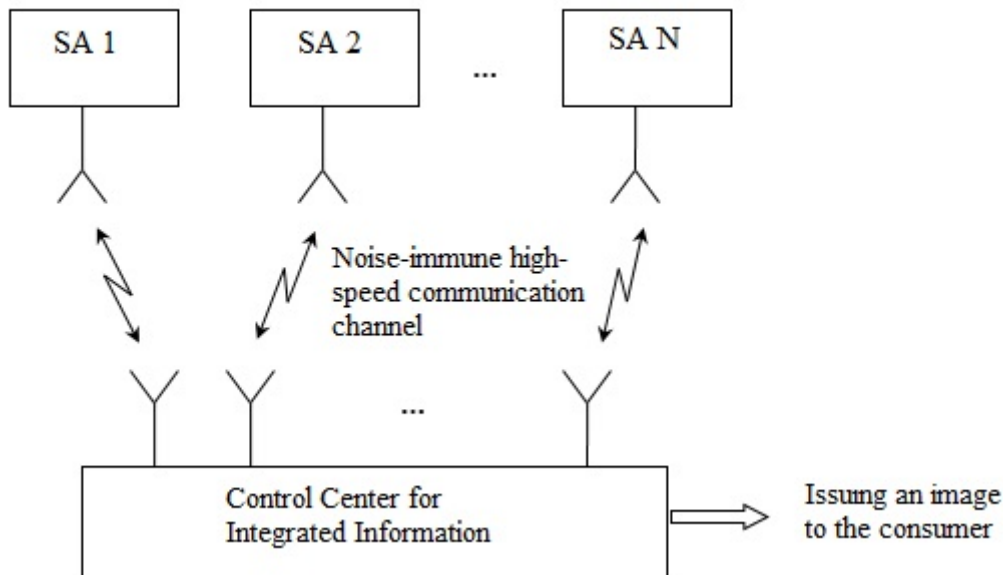 SA 1
SA 2
...
SA N
Noise-immune high-
speed communication
channel
...
Control Center for
Integrated Information
Issuing an image
to the consumer